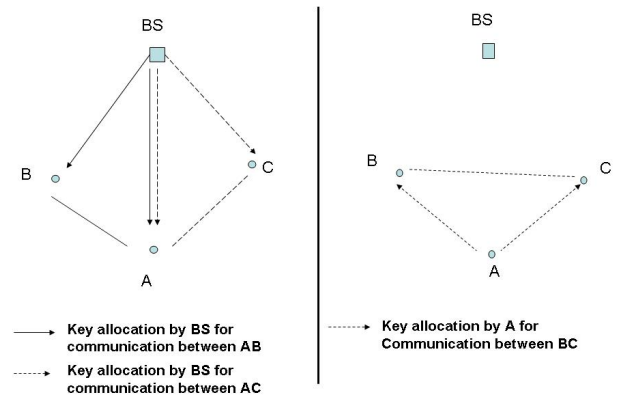 BS
B
C
A
Key allocation by BS for
communication between AB
Key allocation by BS for
communication between AC
BS
B
C
A
Key allocation by A for
Communication between BC